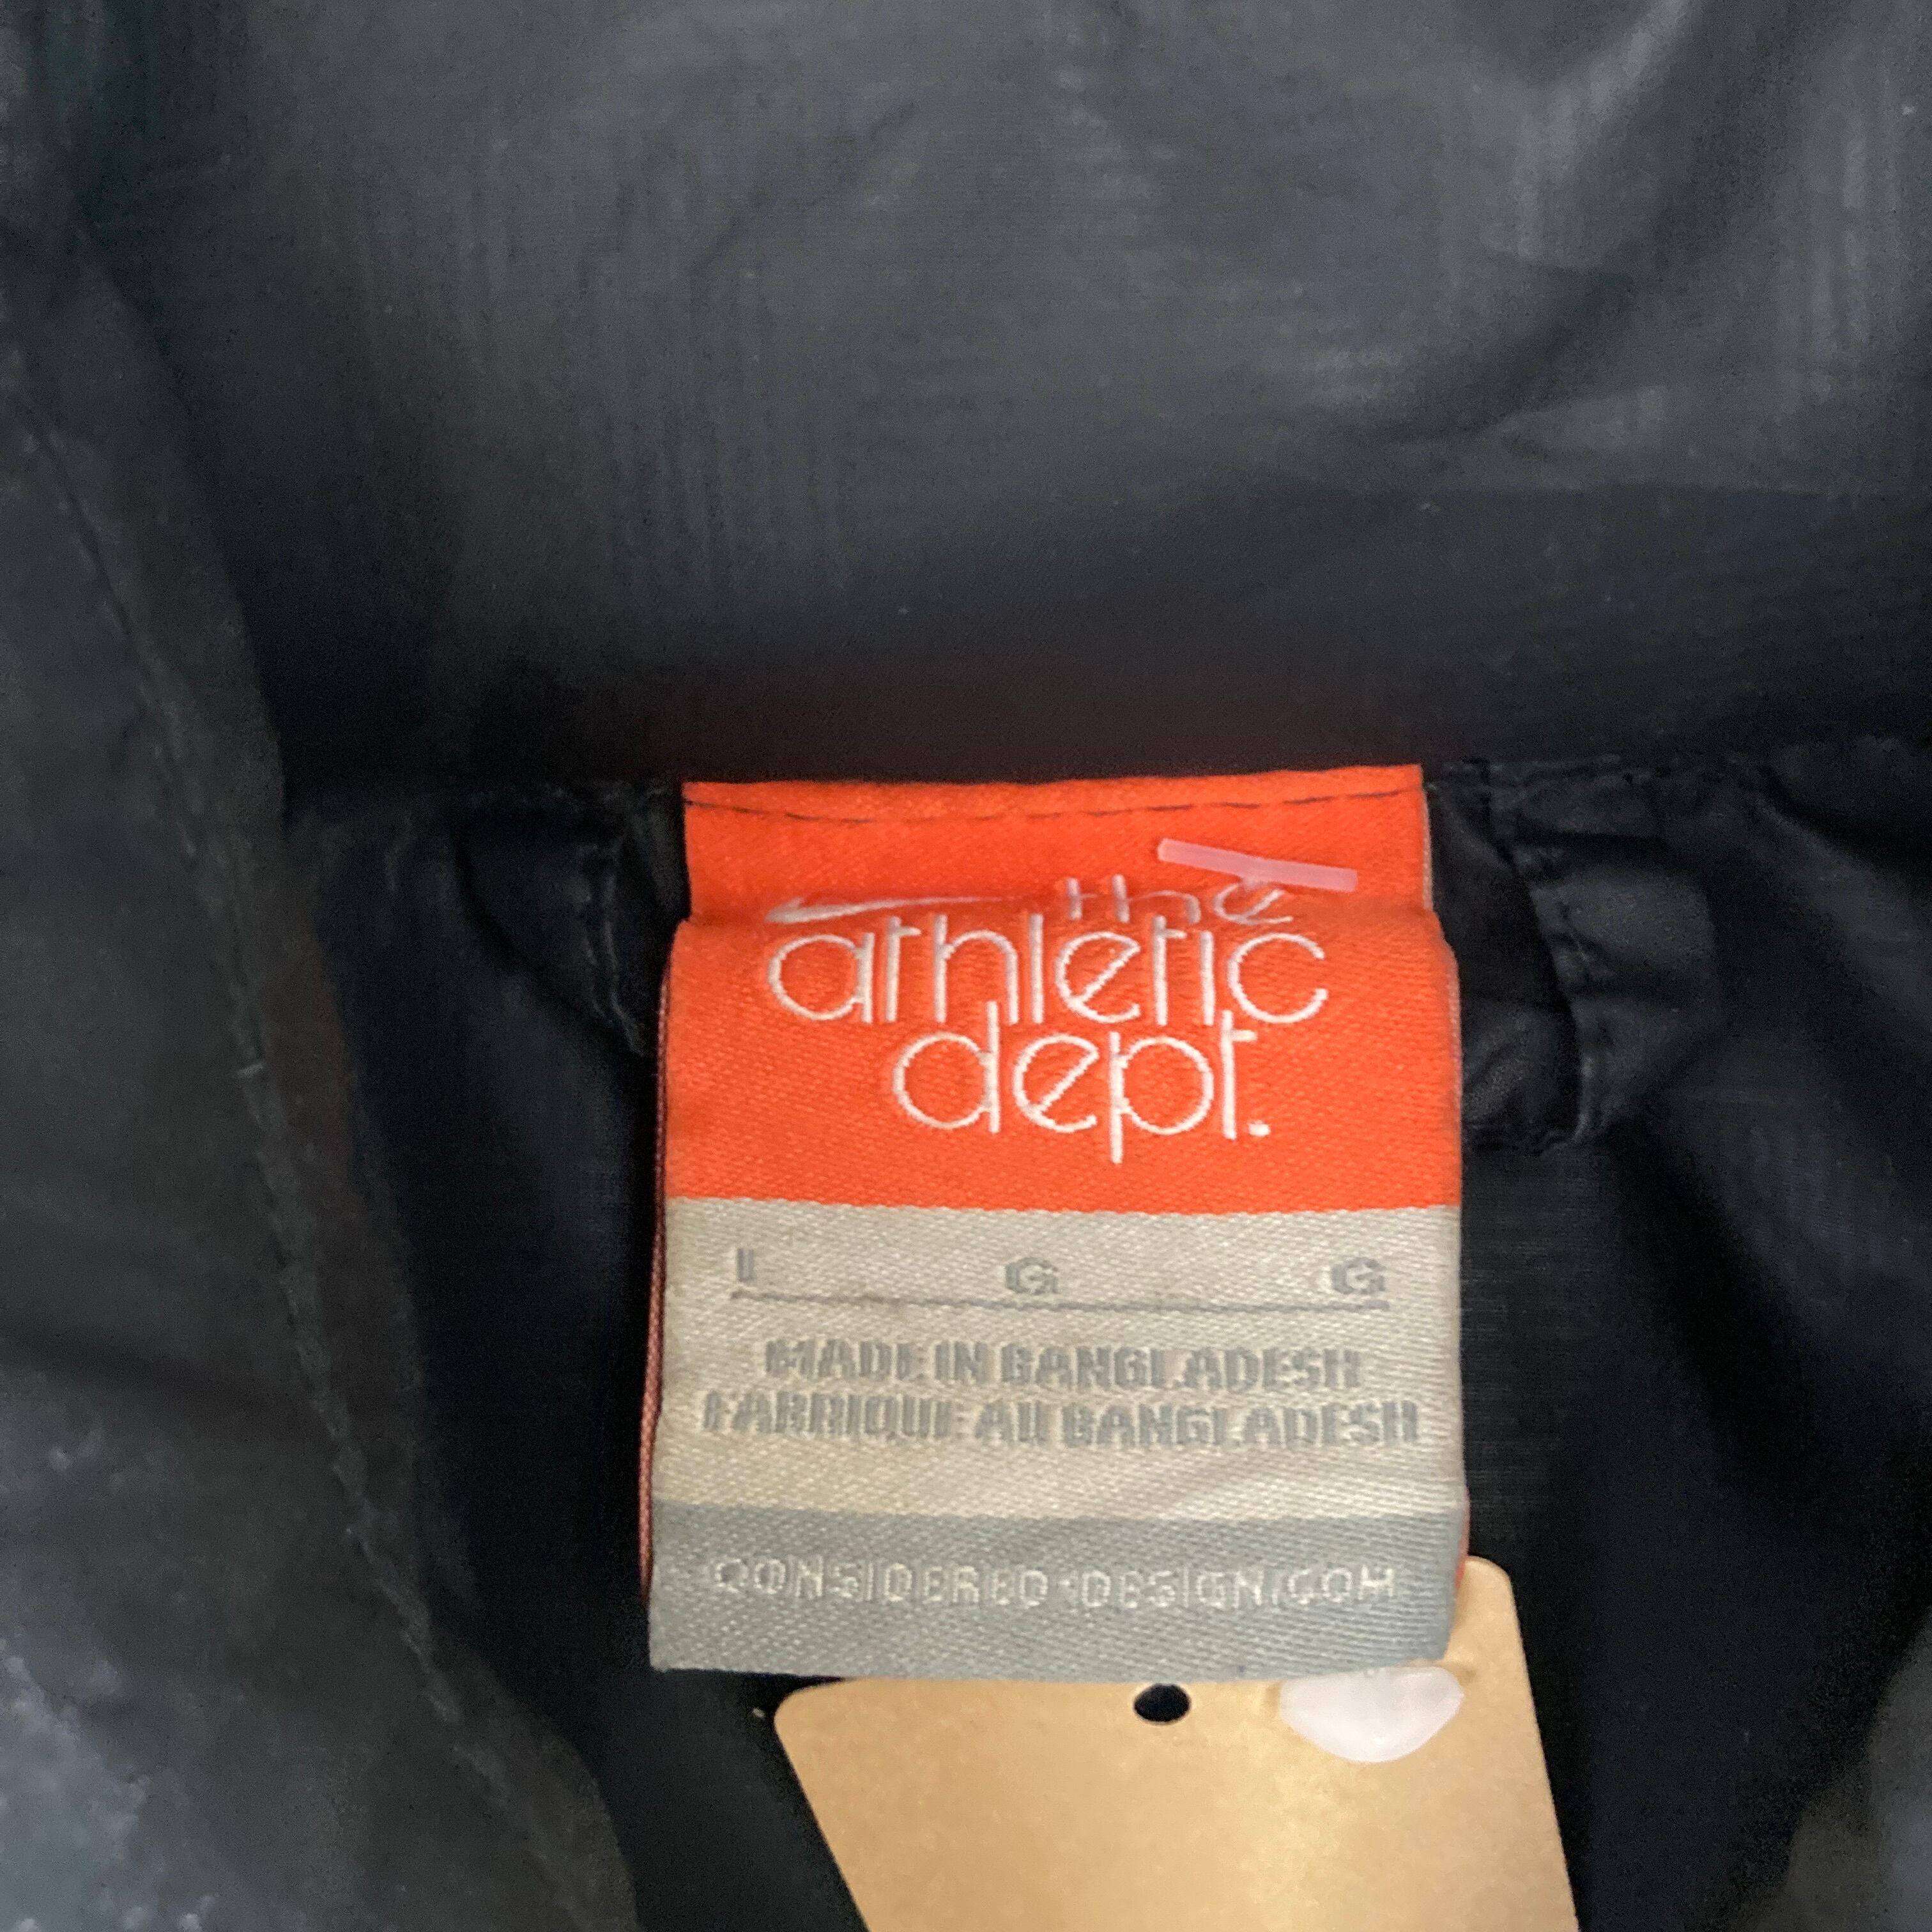 the
athletic
dept.
L G G
MADE IN BANGLADESH
FABRIQUE AU BANGLADESH
CONSIDERED-DESIGN.COM